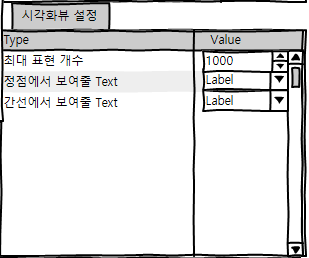 시각화뷰 설정
Type Value
최대 표현 개수 1000
정점에서 보여줄 Text Label
간선에서 보여줄 Text Label